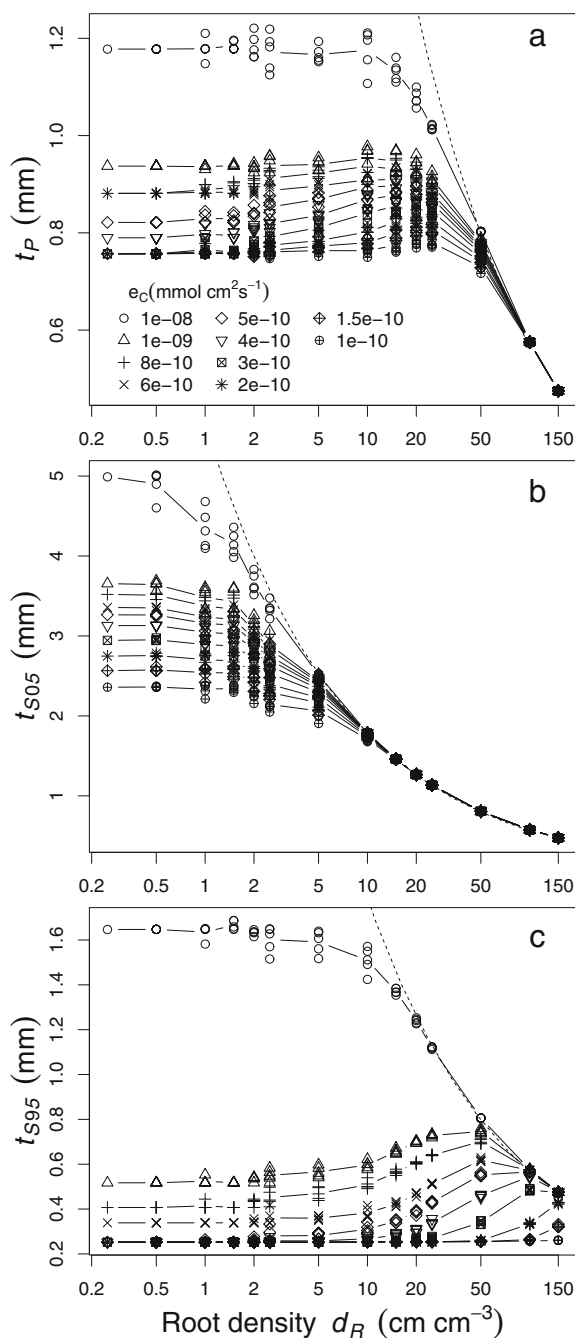 a
1.2
1.0
0.8
0.6
t_P (mm)
e_C(mmol cm²s⁻¹)
1e−08 5e−10 1.5e−10
1e−09 4e−10 1e−10
8e−10 3e−10
6e−10 2e−10
0.2 0.5 1 2 5 10 20 50 150
b
5
4
3
2
1
t_S05 (mm)
0.2 0.5 1 2 5 10 20 50 150
c
1.6
1.4
1.2
1.0
0.8
0.6
0.4
0.2
t_S95 (mm)
0.2 0.5 1 2 5 10 20 50 150
Root density d_R (cm cm⁻³)